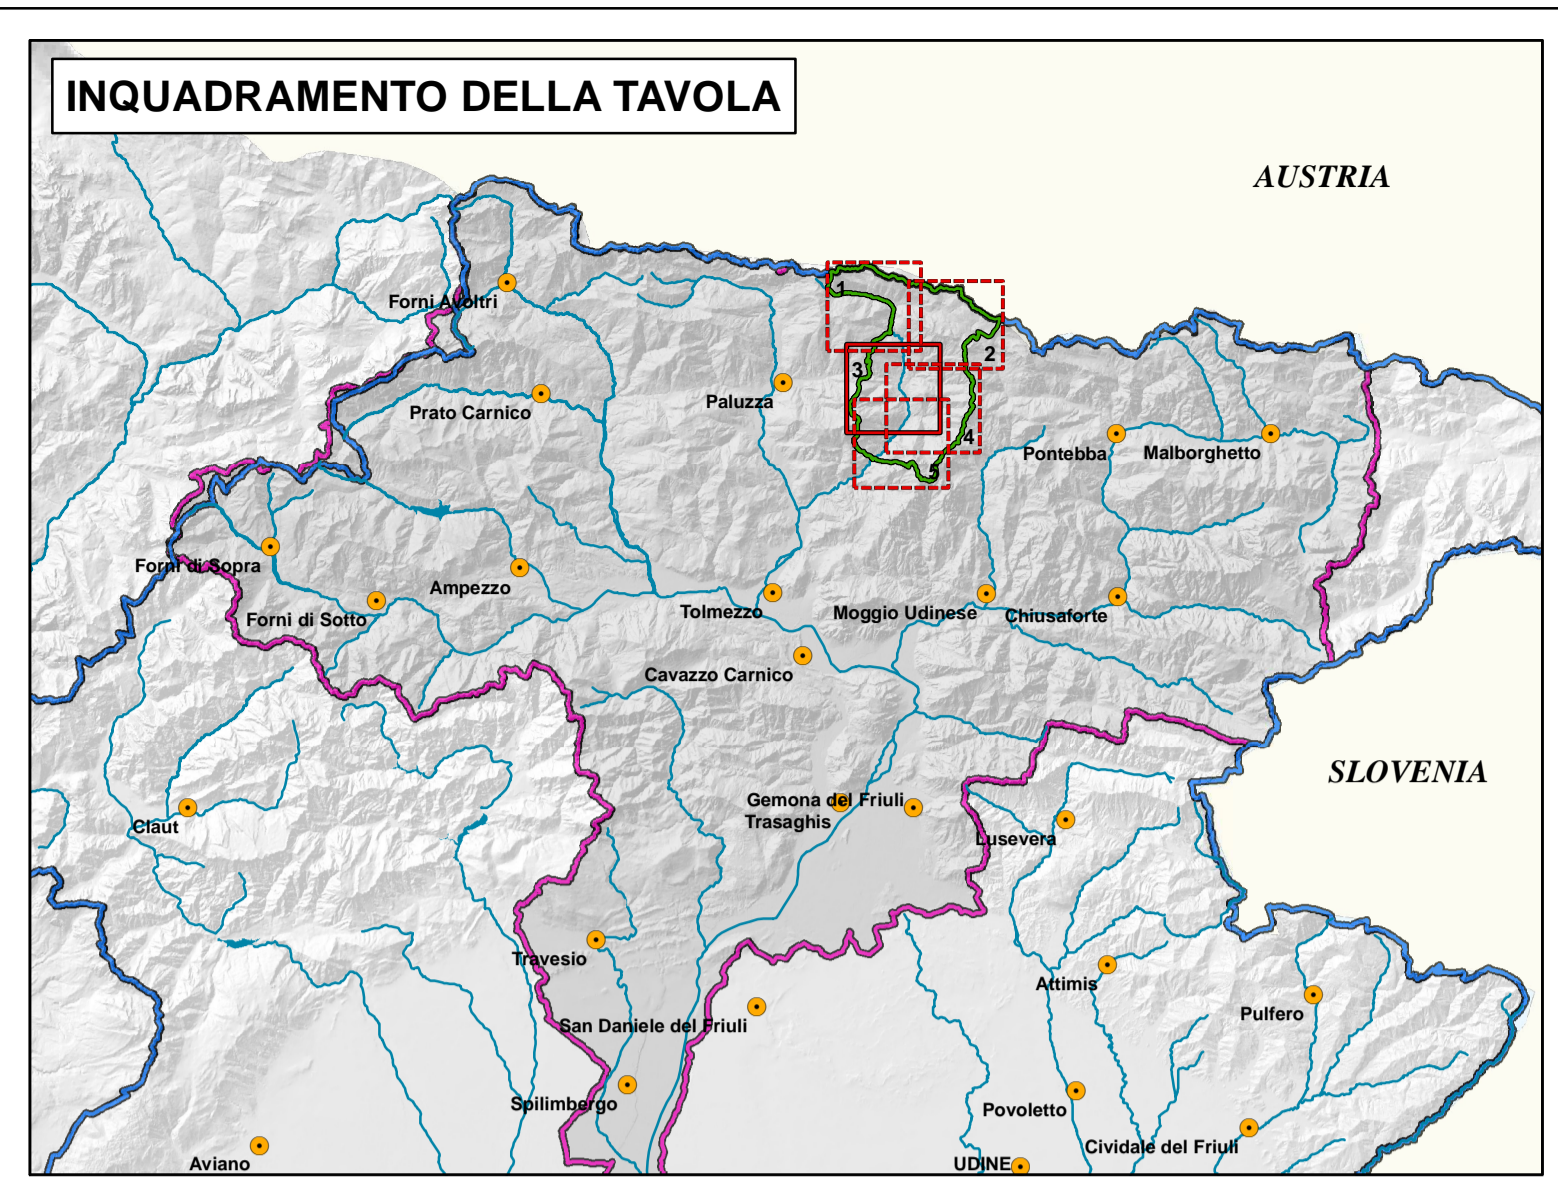 INQUADRAMENTO DELLA TAVOLA
AUSTRIA
1
Forni Avoltri
2
3
Paluzza
Prato Carnico
4
Pontebba
Malborghetto
5
Forni di Sopra
Ampezzo
Forni di Sotto
Tolmezzo
Moggio Udinese
Chiusaforte
Cavazzo Carnico
SLOVENIA
Gemona del Friuli
Trasaghis
Claut
Lusevera
Travesio
Attimis
Pulfero
San Daniele del Friuli
Spilimbergo
Povoletto
Cividale del Friuli
Aviano
UDINE